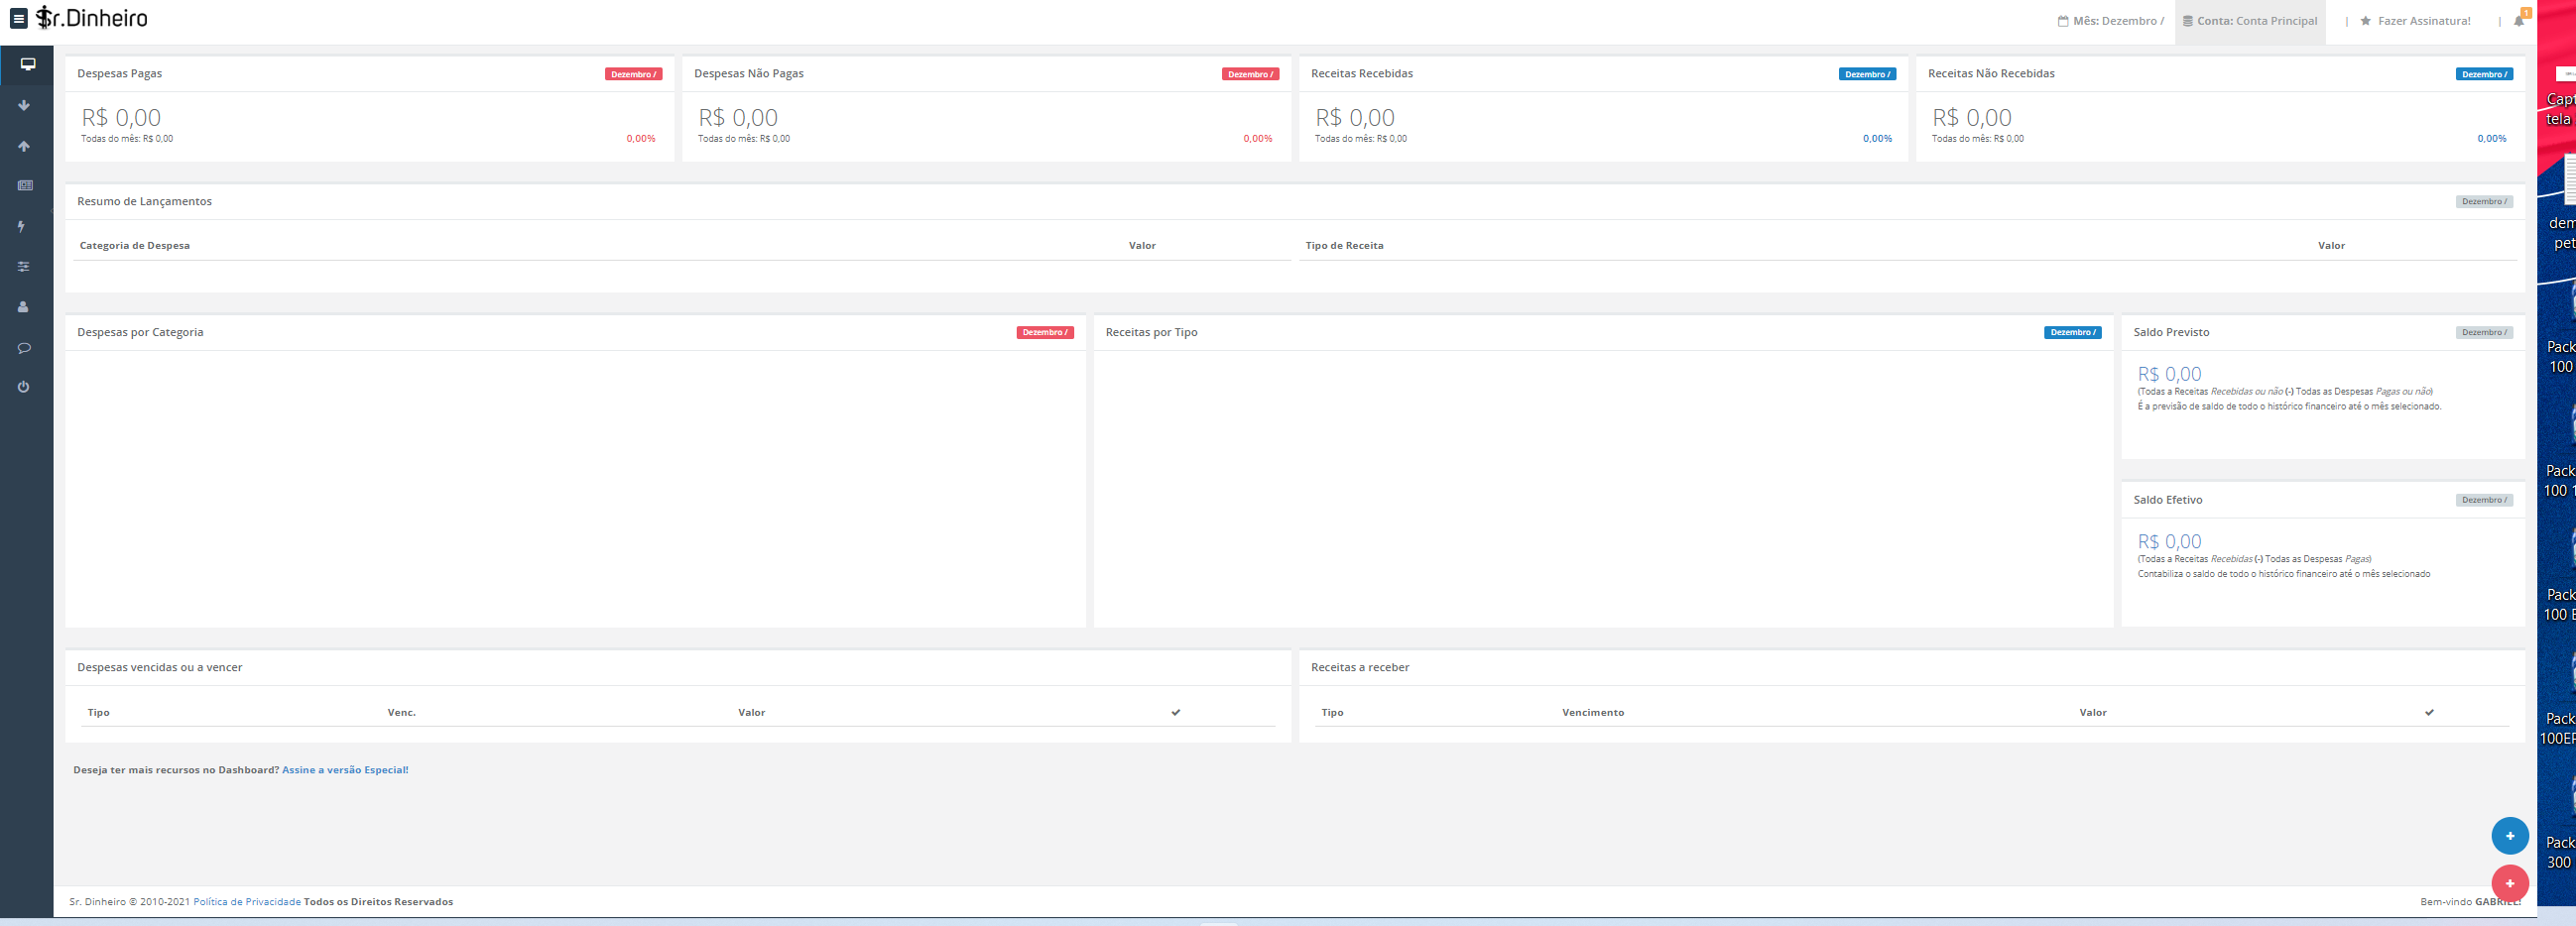 Sr.Dinheiro
Mês: Dezembro /
Conta: Conta Principal
| Fazer Assinatura!
| 1
Despesas Pagas Dezembro /
R$ 0,00
Todas do mês: R$ 0,00 0,00%
Despesas Não Pagas Dezembro /
R$ 0,00
Todas do mês: R$ 0,00 0,00%
Receitas Recebidas Dezembro /
R$ 0,00
Todas do mês: R$ 0,00 0,00%
Receitas Não Recebidas Dezembro /
R$ 0,00
Todas do mês: R$ 0,00 0,00%
Resumo de Lançamentos Dezembro /
Categoria de Despesa Valor Tipo de Receita Valor
Despesas por Categoria Dezembro /
Receitas por Tipo Dezembro /
Saldo Previsto Dezembro /
R$ 0,00
(Todas a Receitas Recebidas ou não (-) Todas as Despesas Pagas ou não)
É a previsão de saldo de todo o histórico financeiro até o mês selecionado.
Saldo Efetivo Dezembro /
R$ 0,00
(Todas a Receitas Recebidas (-) Todas as Despesas Pagas)
Contabiliza o saldo de todo o histórico financeiro até o mês selecionado
Despesas vencidas ou a vencer
Tipo Venc. Valor
Receitas a receber
Tipo Vencimento Valor
Deseja ter mais recursos no Dashboard? Assine a versão Especial!
Sr. Dinheiro © 2010-2021 Política de Privacidade Todos os Direitos Reservados
Bem-vindo GABRIEL!
Capt
tela
dem
pet
Pack
100
Pack
100 1
Pack
100 E
Pack
100EF
Pack
300